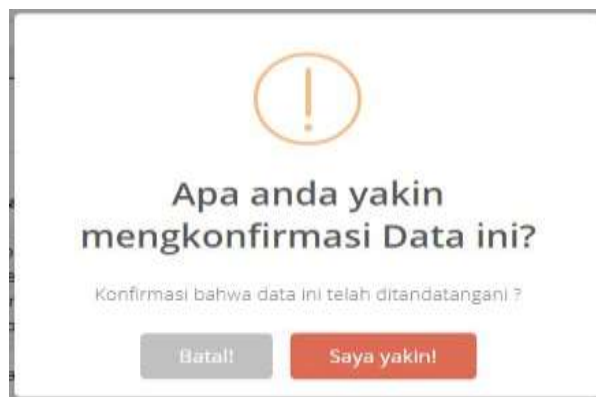 Apa anda yakin
mengkonfirmasi Data ini?
Konfirmasi bahwa data ini telah ditandatangani ?
Batal! Saya yakin!